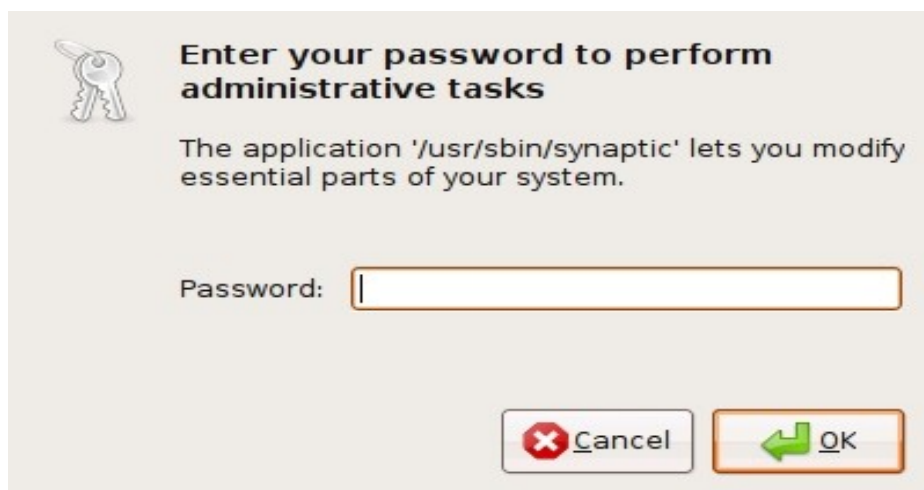 Enter your password to perform
administrative tasks
The application '/usr/sbin/synaptic' lets you modify
essential parts of your system.
Password:
Cancel
OK